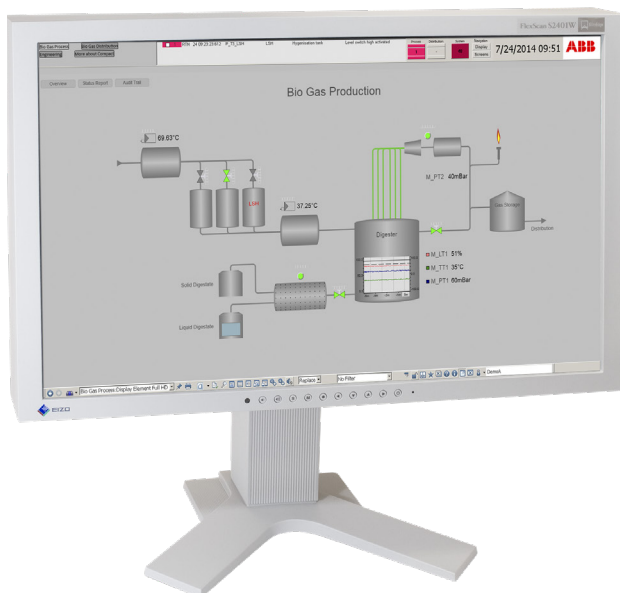 FlexScan S2401W
Bio Gas Process
Bio Gas Distribution
Engineering
More about Compact
LSH
Hygenisation tank
Level switch high activated
Process
Distribution
System
Navigator
Display
Screens
7/24/2014 09:51
ABB
Overview
Status Report
Audit Trail
Bio Gas Production
69.63°C
M_PT2 40mBar
LSH
37.25°C
Gas Storage
Digester
Distribution
M_LT1 51%
Solid Digestate
M_TT1 35°C
M_PT1 60mBar
Liquid Digestate
Bio Gas Process:Display Element Full HD
Replace
No Filter
DemoA
EIZO